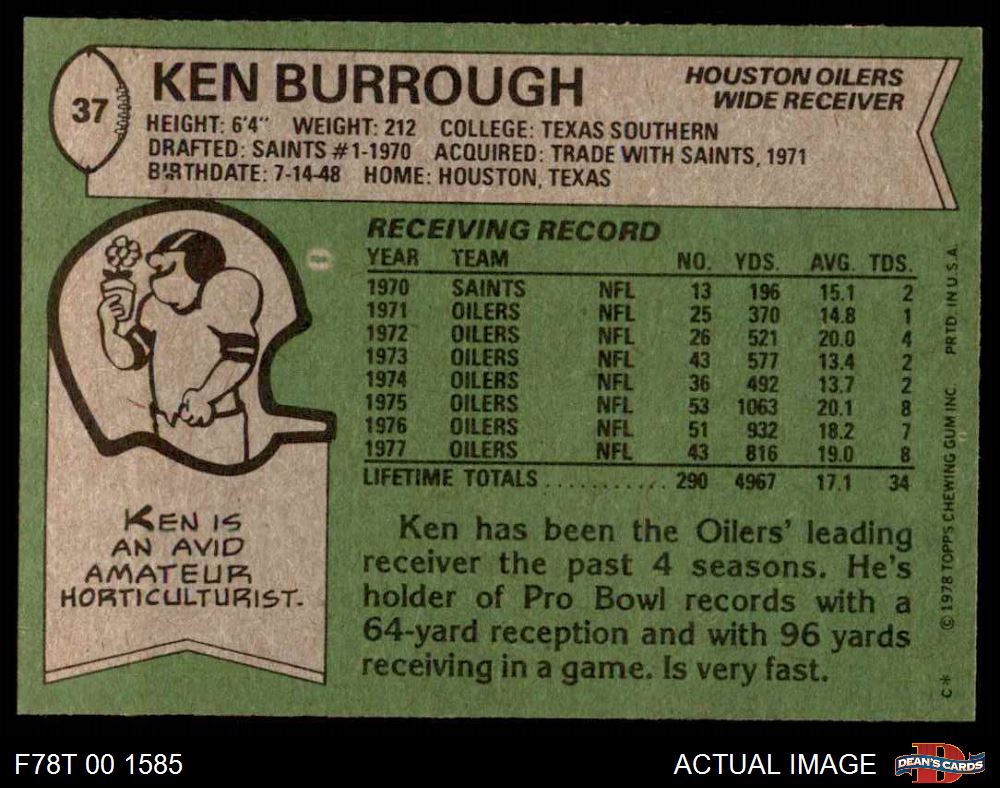 37
KEN BURROUGH
HOUSTON OILERS
WIDE RECEIVER
HEIGHT: 6'4" WEIGHT: 212 COLLEGE: TEXAS SOUTHERN
DRAFTED: SAINTS #1-1970 ACQUIRED: TRADE WITH SAINTS, 1971
BIRTHDATE: 7-14-48 HOME: HOUSTON, TEXAS
RECEIVING RECORD
YEAR TEAM NO. YDS. AVG. TDS.
1970 SAINTS NFL 13 196 15.1 2
1971 OILERS NFL 25 370 14.8 1
1972 OILERS NFL 26 521 20.0 4
1973 OILERS NFL 43 577 13.4 2
1974 OILERS NFL 36 492 13.7 2
1975 OILERS NFL 53 1063 20.1 8
1976 OILERS NFL 51 932 18.2 7
1977 OILERS NFL 43 816 19.0 8
LIFETIME TOTALS........... 290 4967 17.1 34
KEN IS
AN AVID
AMATEUR
HORTICULTURIST.
Ken has been the Oilers' leading
receiver the past 4 seasons. He's
holder of Pro Bowl records with a
64-yard reception and with 96 yards
receiving in a game. Is very fast.
C* © 1978 TOPPS CHEWING GUM INC. PRTD. IN U.S.A.
F78T 00 1585
ACTUAL IMAGE
DEAN'S CARDS